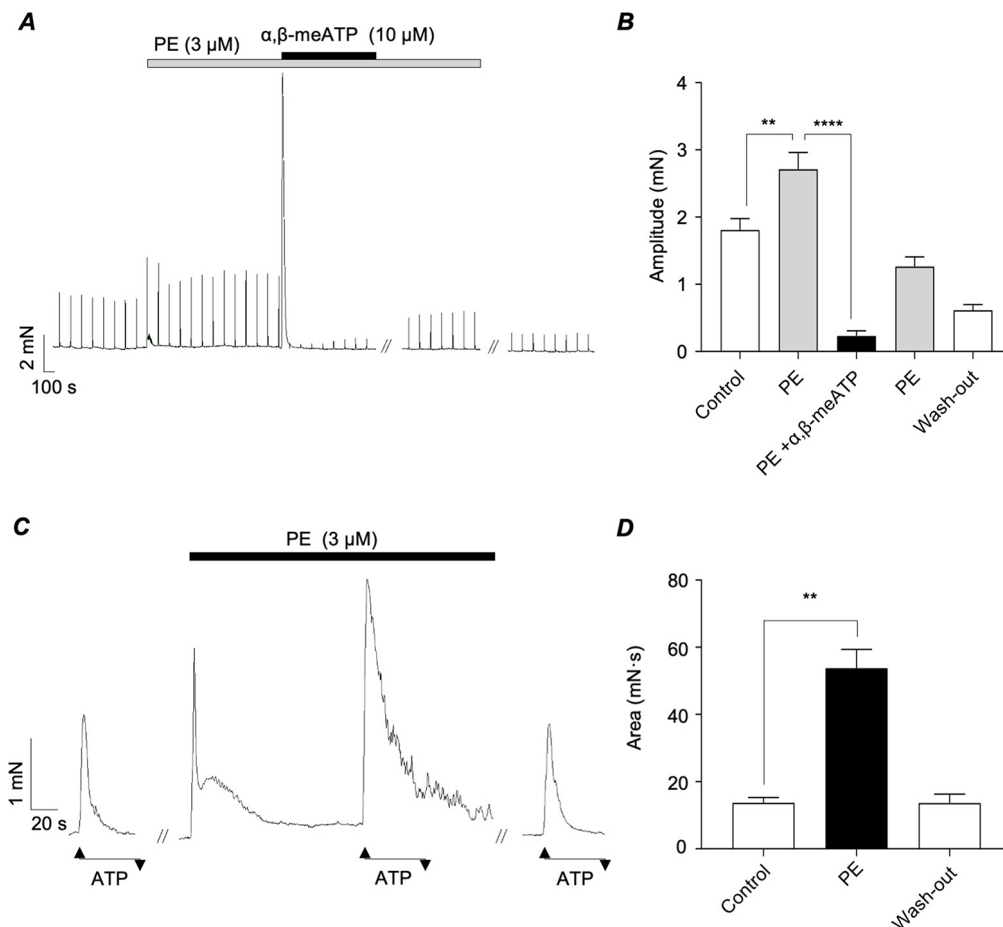 A
PE (3 µM)
α,β-meATP (10 µM)
2 mN
100 s
//
//
B
Amplitude (mN)
4
3
2
1
0
**
****
Control
PE
PE +α,β-meATP
PE
Wash-out
C
PE (3 µM)
1 mN
20 s
//
//
ATP
ATP
ATP
D
Area (mN·s)
80
60
40
20
0
**
Control
PE
Wash-out